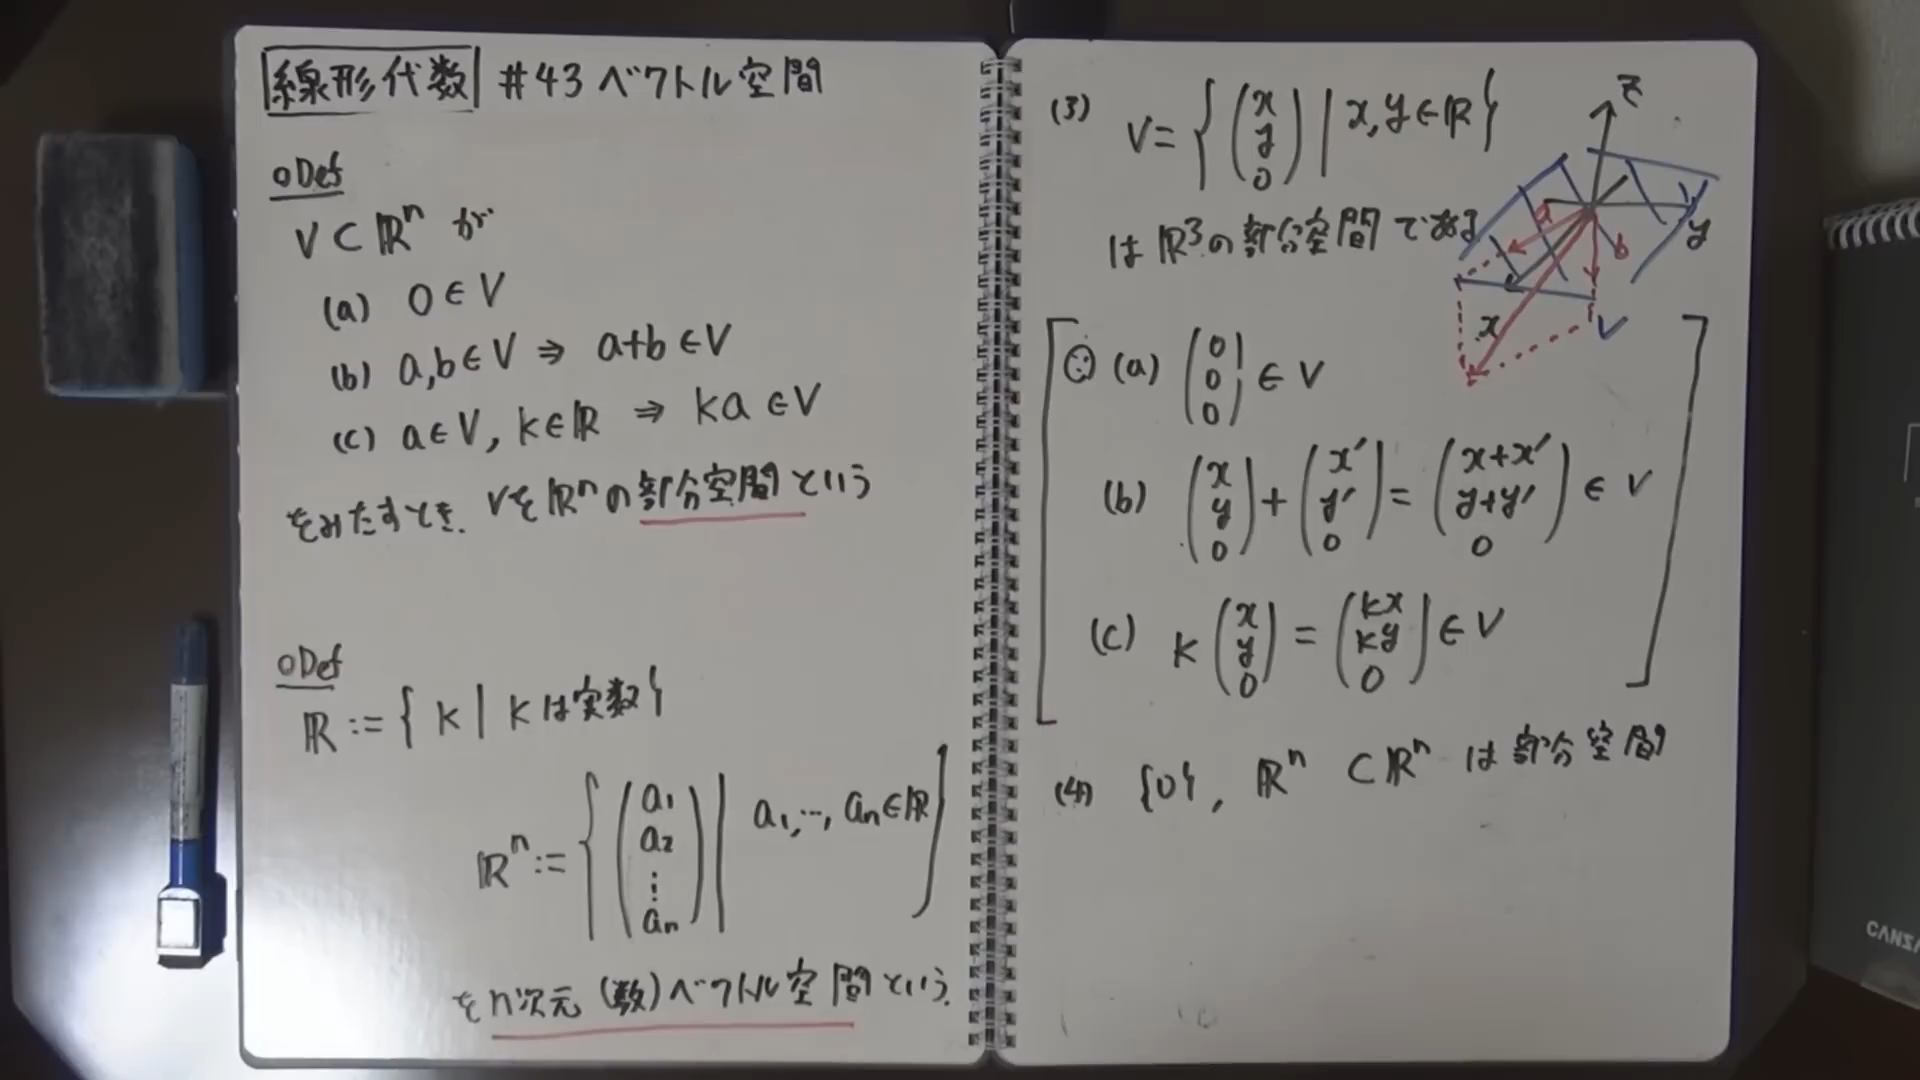 線形代数 #43 ベクトル空間
○Def
V⊂ℝⁿ が
(a) 0∈V
(b) a,b∈V ⇒ a+b∈V
(c) a∈V, k∈ℝ ⇒ ka∈V
をみたすとき、Vをℝⁿの部分空間という
○Def
ℝ:={k|kは実数}
ℝⁿ:={(a₁ a₂ ⋮ aₙ)|a₁,…,aₙ∈ℝ}
をn次元(数)ベクトル空間という.
(3) V={(x y 0)|x,y∈ℝ}
はℝ³の部分空間である
z
y
x
a
b
V
∵ (a) (0 0 0)∈V
(b) (x y 0)+(x′ y′ 0)=(x+x′ y+y′ 0)∈V
(c) k(x y 0)=(kx ky 0)∈V
(4) {0}, ℝⁿ ⊂ℝⁿ は部分空間